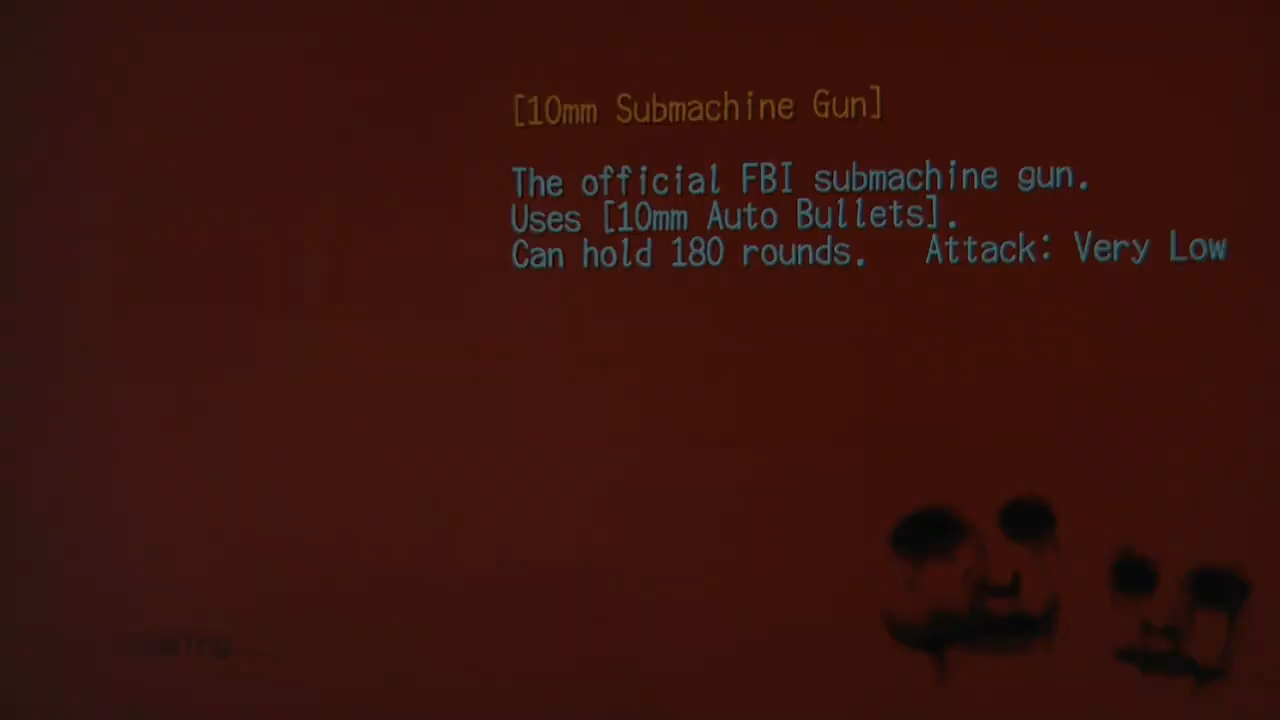 [10mm Submachine Gun]
The official FBI submachine gun.
Uses [10mm Auto Bullets].
Can hold 180 rounds. Attack: Very Low